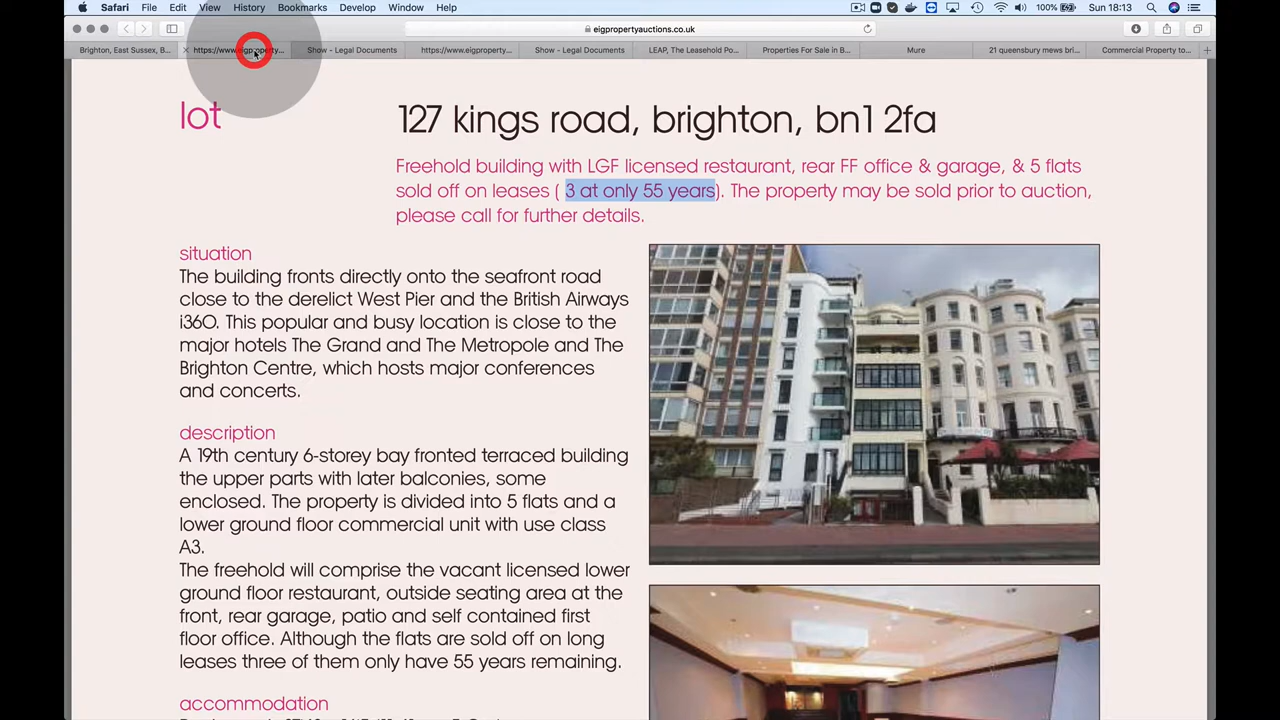 Safari File Edit View History Bookmarks Develop Window Help 100% Sun 18:13
eigpropertyauctions.co.uk
Brighton, East Sussex, B... https://www.eigproperty... Show - Legal Documents https://www.eigproperty... Show - Legal Documents LEAP, The Leasehold Po... Properties For Sale in B... Mure 21 queensbury mews bri... Commercial Property to...
lot
127 kings road, brighton, bn1 2fa
Freehold building with LGF licensed restaurant, rear FF office & garage, & 5 flats
sold off on leases ( 3 at only 55 years). The property may be sold prior to auction,
please call for further details.
situation
The building fronts directly onto the seafront road
close to the derelict West Pier and the British Airways
i360. This popular and busy location is close to the
major hotels The Grand and The Metropole and The
Brighton Centre, which hosts major conferences
and concerts.
description
A 19th century 6-storey bay fronted terraced building
the upper parts with later balconies, some
enclosed. The property is divided into 5 flats and a
lower ground floor commercial unit with use class
A3.
The freehold will comprise the vacant licensed lower
ground floor restaurant, outside seating area at the
front, rear garage, patio and self contained first
floor office. Although the flats are sold off on long
leases three of them only have 55 years remaining.
accommodation